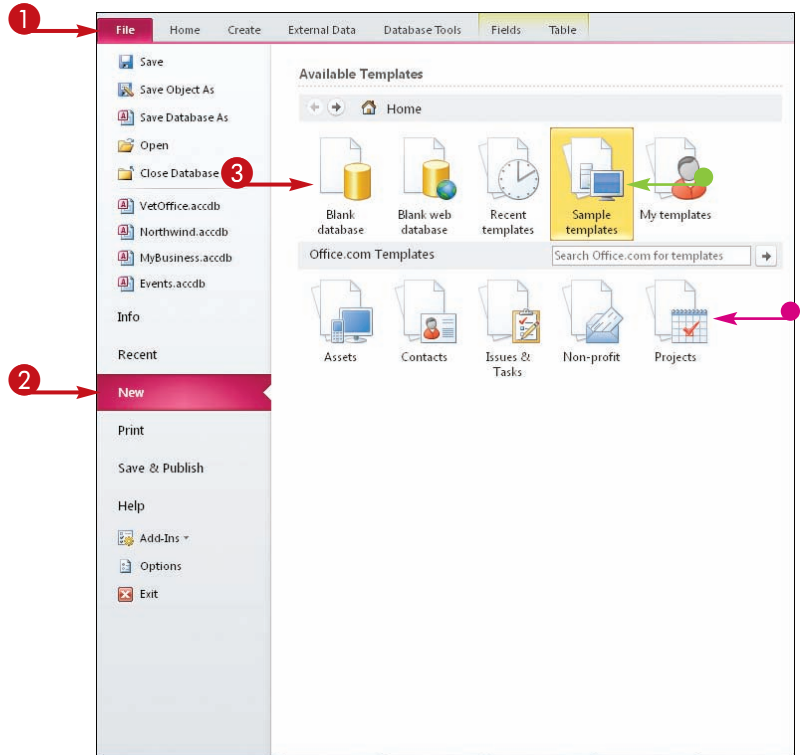 1
File Home Create External Data Database Tools Fields Table
Save
Save Object As
Save Database As
Open
Close Database
VetOffice.accdb
Northwind.accdb
MyBusiness.accdb
Events.accdb
Info
Recent
2
New
Print
Save & Publish
Help
Add-Ins
Options
Exit
Available Templates
Home
3
Blank
database
Blank web
database
Recent
templates
Sample
templates
My templates
Office.com Templates
Search Office.com for templates
Assets
Contacts
Issues &
Tasks
Non-profit
Projects